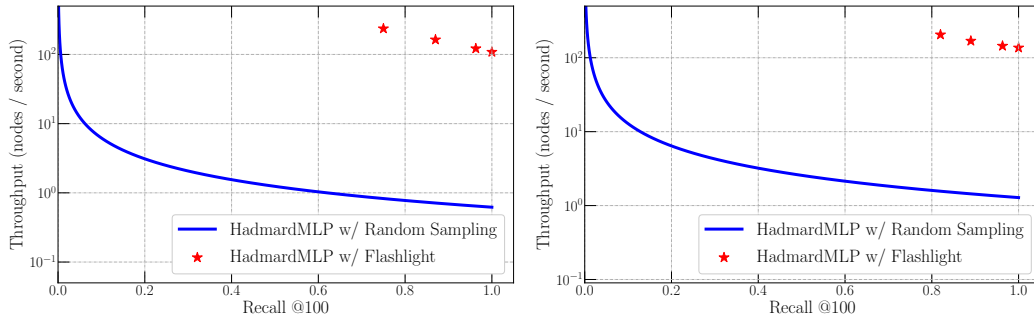 Throughput (nodes / second)
10^2
10^1
10^0
10^-1
0.0 0.2 0.4 0.6 0.8 1.0
Recall @100
HadmardMLP w/ Random Sampling
HadmardMLP w/ Flashlight
Throughput (nodes / second)
10^2
10^1
10^0
10^-1
0.0 0.2 0.4 0.6 0.8 1.0
Recall @100
HadmardMLP w/ Random Sampling
HadmardMLP w/ Flashlight